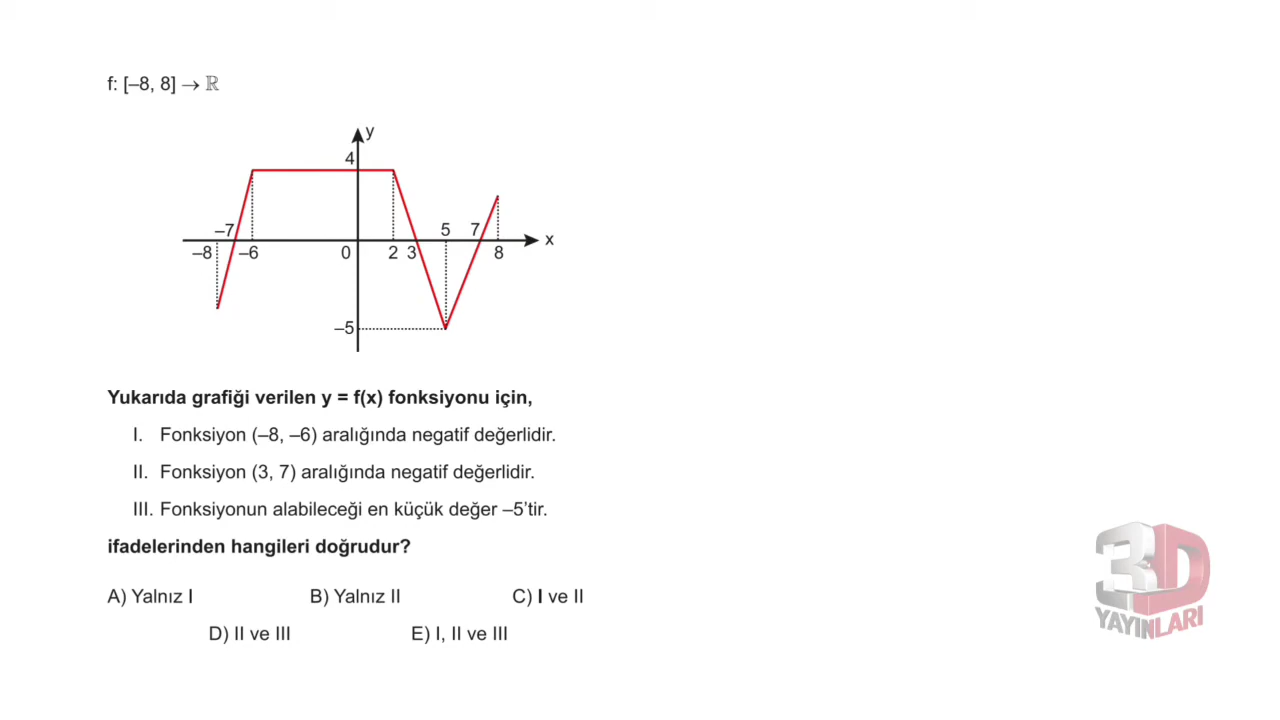 f: [–8, 8] → ℝ
y
4
–7 5 7 x
–8 –6 0 2 3 8
–5
Yukarıda grafiği verilen y = f(x) fonksiyonu için,
I. Fonksiyon (–8, –6) aralığında negatif değerlidir.
II. Fonksiyon (3, 7) aralığında negatif değerlidir.
III. Fonksiyonun alabileceği en küçük değer –5’tir.
ifadelerinden hangileri doğrudur?
A) Yalnız I B) Yalnız II C) I ve II
D) II ve III E) I, II ve III
3D
YAYINLARI